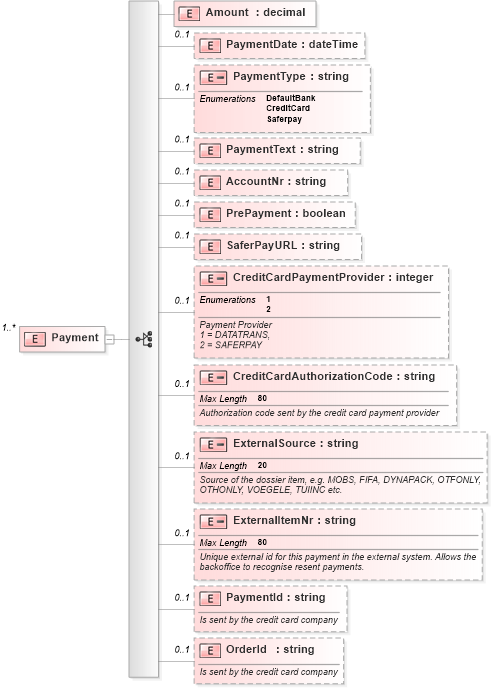 E Amount : decimal
0..1
E PaymentDate : dateTime
0..1
E PaymentType : string
Enumerations DefaultBank
CreditCard
Saferpay
0..1
E PaymentText : string
0..1
E AccountNr : string
0..1
E PrePayment : boolean
0..1
E SaferPayURL : string
0..1
E CreditCardPaymentProvider : integer
Enumerations 1
2
Payment Provider
1 = DATATRANS,
2 = SAFERPAY
1..*
E Payment
0..1
E CreditCardAuthorizationCode : string
Max Length 80
Authorization code sent by the credit card payment provider
0..1
E ExternalSource : string
Max Length 20
Source of the dossier item, e.g. MOBS, FIFA, DYNAPACK, OTFONLY,
OTHONLY, VOEGELE, TUIINC etc.
0..1
E ExternalItemNr : string
Max Length 80
Unique external id for this payment in the external system. Allows the
backoffice to recognise resent payments.
0..1
E PaymentId : string
Is sent by the credit card company
0..1
E OrderId : string
Is sent by the credit card company